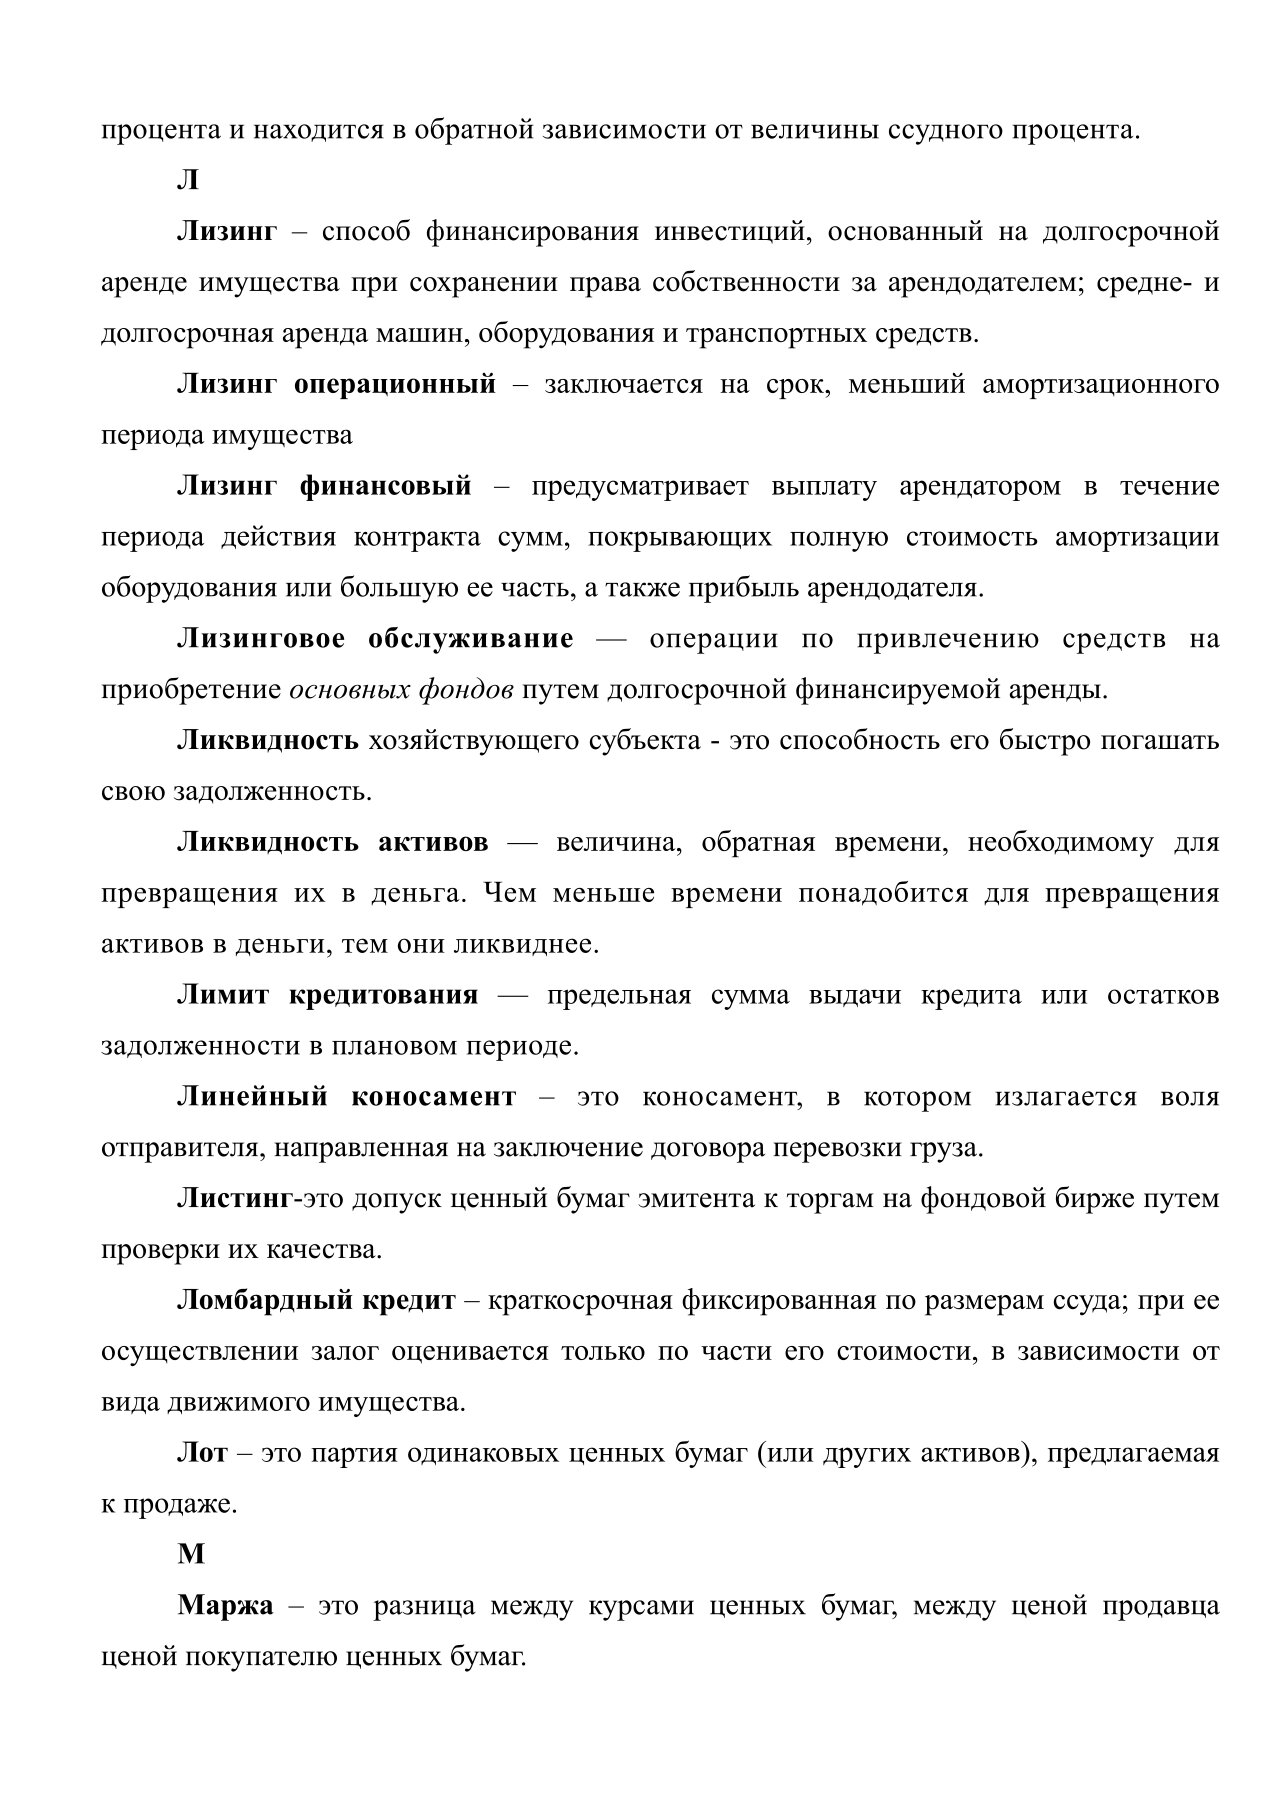 процента и находится в обратной зависимости от величины ссудного процента.
Л
Лизинг – способ финансирования инвестиций, основанный на долгосрочной
аренде имущества при сохранении права собственности за арендодателем; средне- и
долгосрочная аренда машин, оборудования и транспортных средств.
Лизинг операционный – заключается на срок, меньший амортизационного
периода имущества
Лизинг финансовый – предусматривает выплату арендатором в течение
периода действия контракта сумм, покрывающих полную стоимость амортизации
оборудования или большую ее часть, а также прибыль арендодателя.
Лизинговое обслуживание — операции по привлечению средств на
приобретение основных фондов путем долгосрочной финансируемой аренды.
Ликвидность хозяйствующего субъекта - это способность его быстро погашать
свою задолженность.
Ликвидность активов — величина, обратная времени, необходимому для
превращения их в деньга. Чем меньше времени понадобится для превращения
активов в деньги, тем они ликвиднее.
Лимит кредитования — предельная сумма выдачи кредита или остатков
задолженности в плановом периоде.
Линейный коносамент – это коносамент, в котором излагается воля
отправителя, направленная на заключение договора перевозки груза.
Листинг-это допуск ценный бумаг эмитента к торгам на фондовой бирже путем
проверки их качества.
Ломбардный кредит – краткосрочная фиксированная по размерам ссуда; при ее
осуществлении залог оценивается только по части его стоимости, в зависимости от
вида движимого имущества.
Лот – это партия одинаковых ценных бумаг (или других активов), предлагаемая
к продаже.
М
Маржа – это разница между курсами ценных бумаг, между ценой продавца
ценой покупателю ценных бумаг.